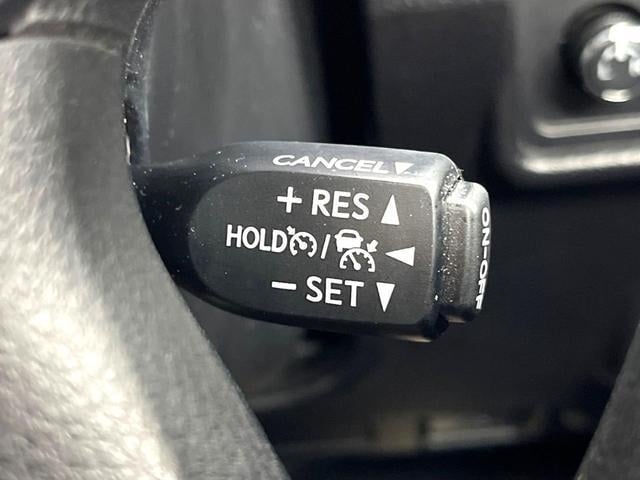 CANCEL▼
+ RES ▲
HOLD / ◀
− SET ▼
ON-OFF